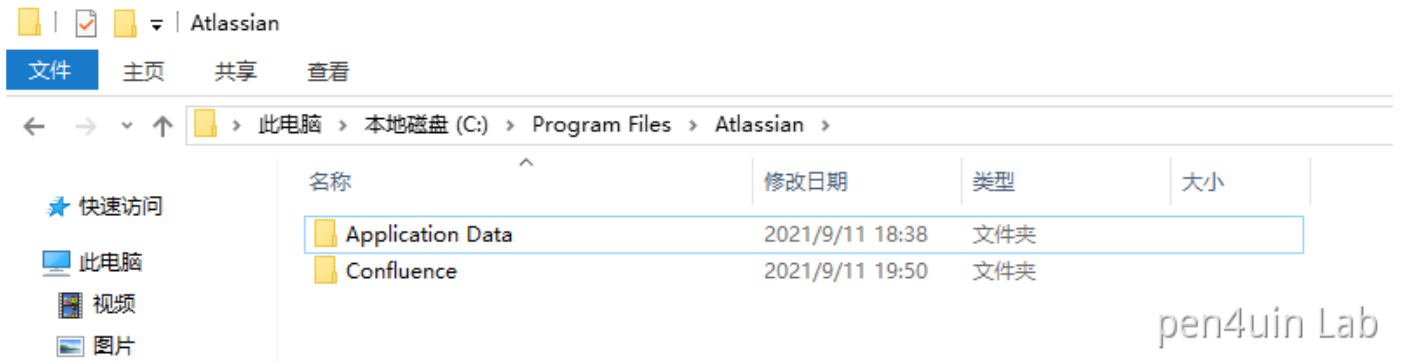 Atlassian
文件 主页 共享 查看
此电脑 › 本地磁盘 (C:) › Program Files › Atlassian ›
名称 修改日期 类型 大小
快速访问
Application Data 2021/9/11 18:38 文件夹
此电脑
Confluence 2021/9/11 19:50 文件夹
视频
pen4uin Lab
图片